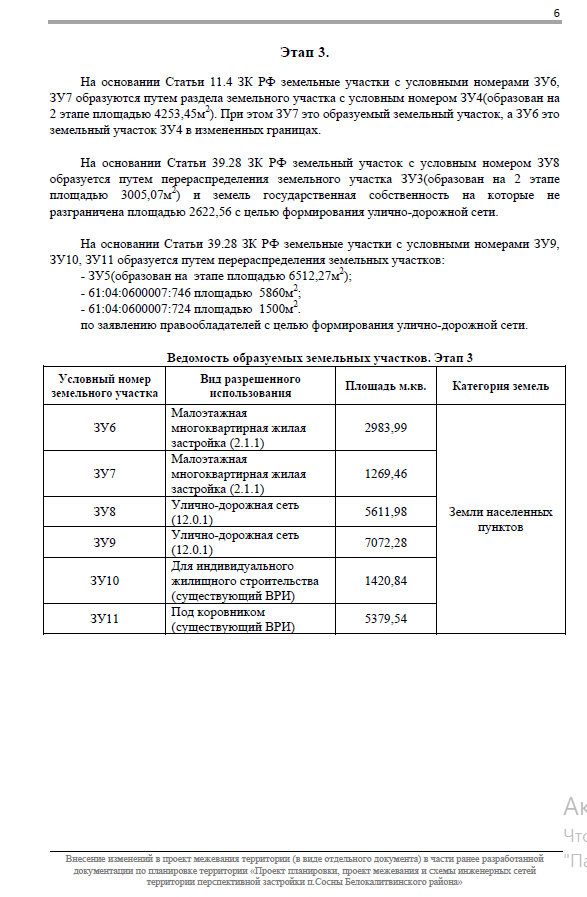 6
Этап 3.
На основании Статьи 11.4 ЗК РФ земельные участки с условными номерами ЗУ6,
ЗУ7 образуются путем раздела земельного участка с условным номером ЗУ4(образован на
2 этапе площадью 4253,45м²). При этом ЗУ7 это образуемый земельный участок, а ЗУ6 это
земельный участок ЗУ4 в измененных границах.
На основании Статьи 39.28 ЗК РФ земельный участок с условным номером ЗУ8
образуется путем перераспределения земельного участка ЗУ3(образован на 2 этапе
площадью 3005,07м²) и земель государственная собственность на которые не
разграничена площадью 2622,56 с целью формирования улично-дорожной сети.
На основании Статьи 39.28 ЗК РФ земельные участки с условными номерами ЗУ9,
ЗУ10, ЗУ11 образуется путем перераспределения земельных участков:
- ЗУ5(образован на этапе площадью 6512,27м²);
- 61:04:0600007:746 площадью 5860м²;
- 61:04:0600007:724 площадью 1500м².
по заявлению правообладателей с целью формирования улично-дорожной сети.
Ведомость образуемых земельных участков. Этап 3
Условный номер
земельного участка
Вид разрешенного
использования
Площадь м.кв.
Категория земель
ЗУ6
Малоэтажная
многоквартирная жилая
застройка (2.1.1)
2983,99
ЗУ7
Малоэтажная
многоквартирная жилая
застройка (2.1.1)
1269,46
ЗУ8
Улично-дорожная сеть
(12.0.1)
5611,98
Земли населенных
пунктов
ЗУ9
Улично-дорожная сеть
(12.0.1)
7072,28
ЗУ10
Для индивидуального
жилищного строительства
(существующий ВРИ)
1420,84
ЗУ11
Под коровником
(существующий ВРИ)
5379,54
Ак
Что
"Па
Внесение изменений в проект межевания территории (в виде отдельного документа) в части ранее разработанной
документации по планировке территории «Проект планировки, проект межевания и схемы инженерных сетей
территории перспективной застройки п.Сосны Белокалитвинского района»